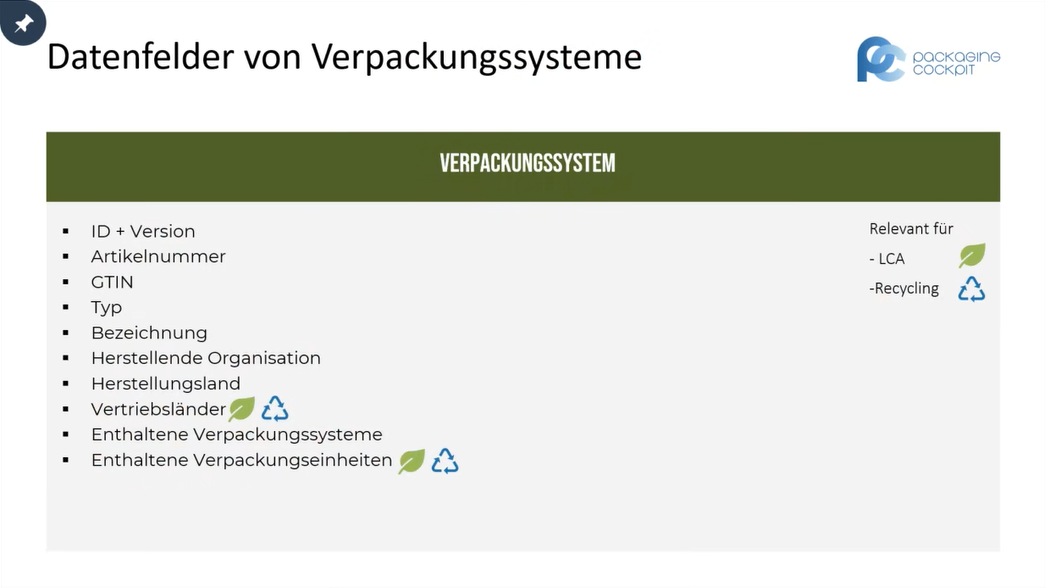 Datenfelder von Verpackungssysteme
packaging
cockpit
VERPACKUNGSSYSTEM
ID + Version
Artikelnummer
GTIN
Typ
Bezeichnung
Herstellende Organisation
Herstellungsland
Vertriebsländer
Enthaltene Verpackungssysteme
Enthaltene Verpackungseinheiten
Relevant für
- LCA
-Recycling